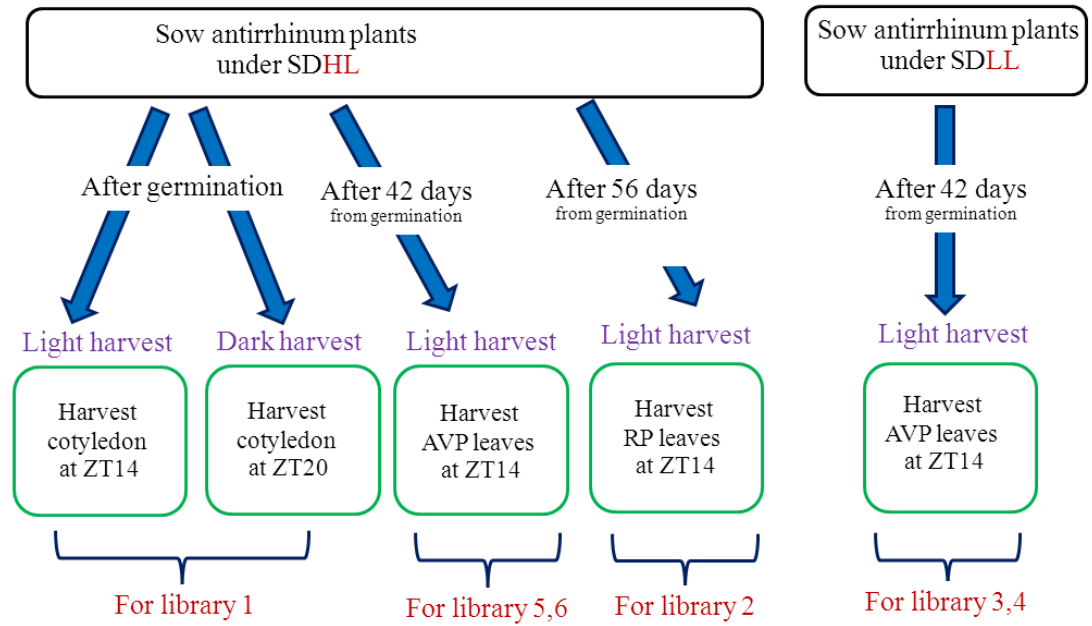 Sow antirrhinum plants
under SDHL
Sow antirrhinum plants
under SDLL
After germination
After 42 days
from germination
After 56 days
from germination
After 42 days
from germination
Light harvest
Dark harvest
Light harvest
Light harvest
Light harvest
Harvest
cotyledon
at ZT14
Harvest
cotyledon
at ZT20
Harvest
AVP leaves
at ZT14
Harvest
RP leaves
at ZT14
Harvest
AVP leaves
at ZT14
For library 1
For library 5,6
For library 2
For library 3,4